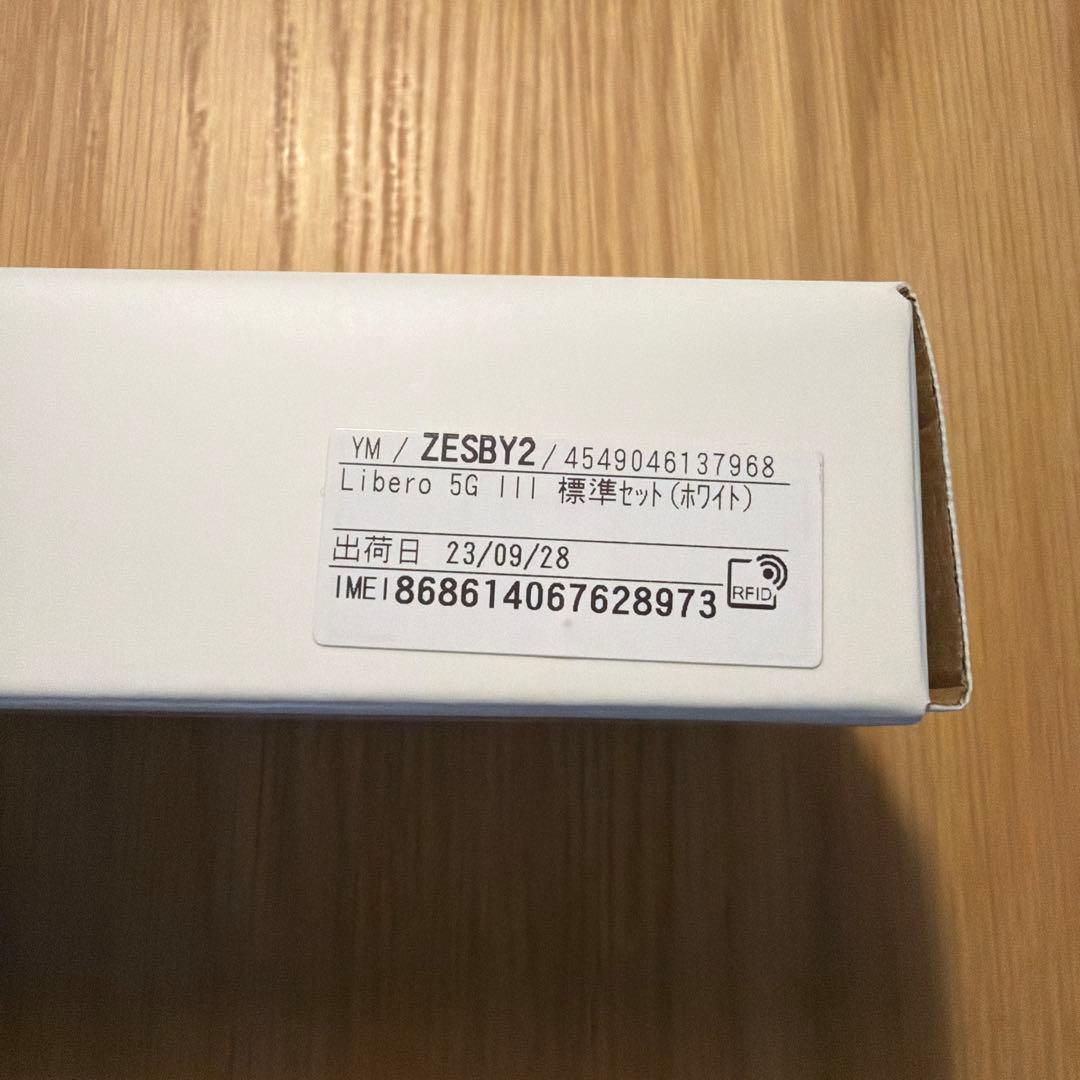 YM / ZESBY2 / 4549046137968
Libero 5G III 標準ｾｯﾄ(ﾎﾜｲﾄ)
出荷日 23/09/28
IMEI 868614067628973
RFID